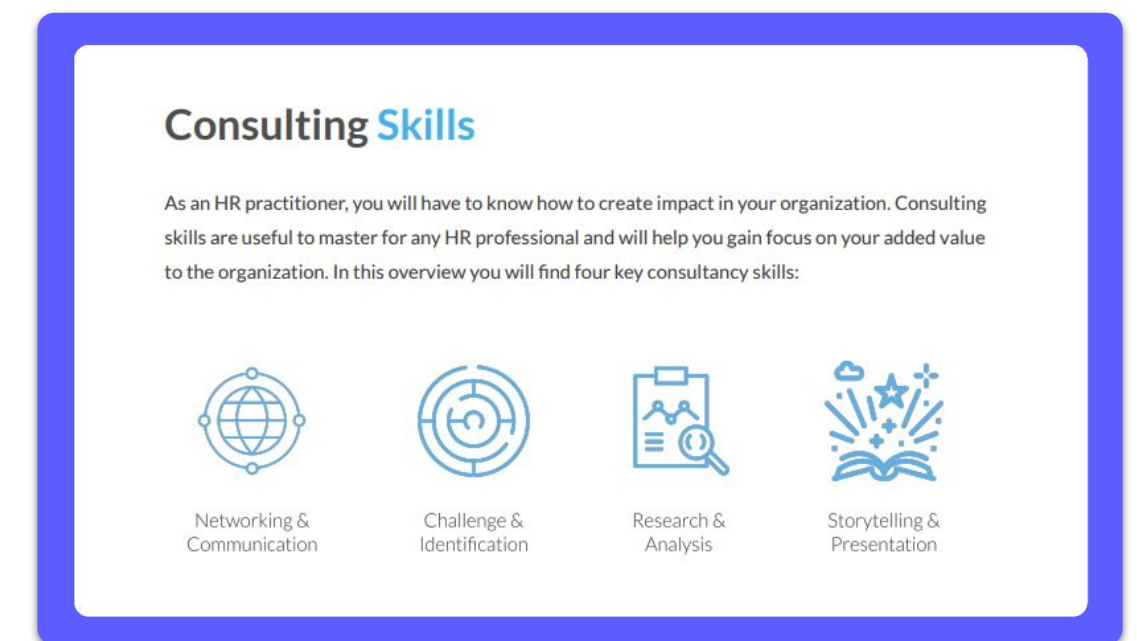 Consulting Skills
As an HR practitioner, you will have to know how to create impact in your organization. Consulting
skills are useful to master for any HR professional and will help you gain focus on your added value
to the organization. In this overview you will find four key consultancy skills:
Networking &
Communication
Challenge &
Identification
Research &
Analysis
Storytelling &
Presentation